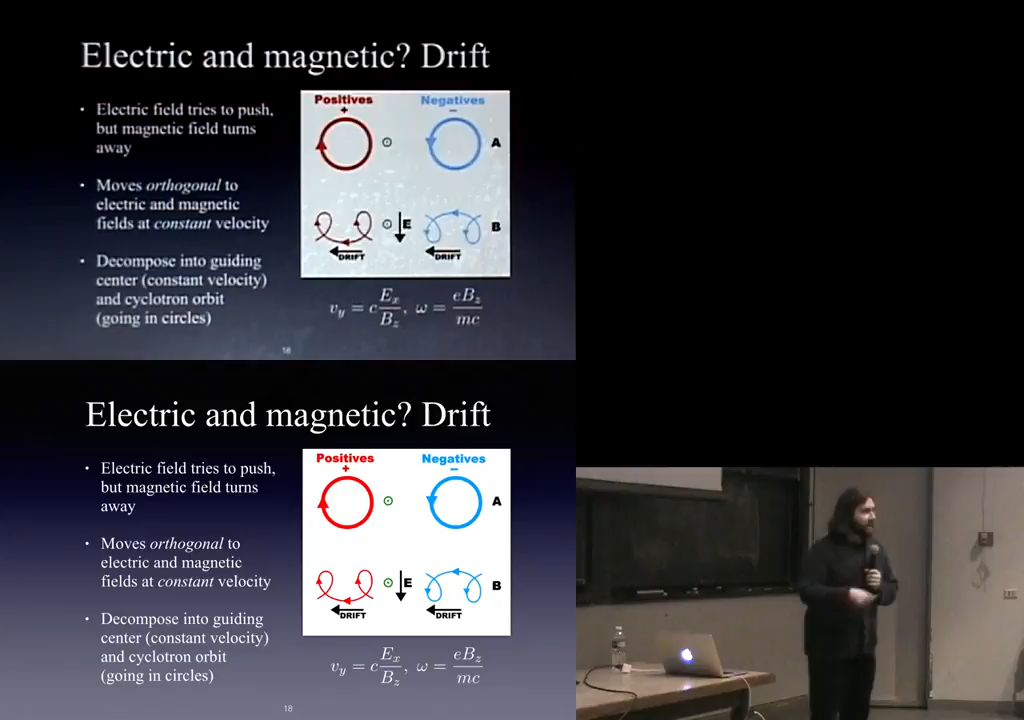 Electric and magnetic? Drift
• Electric field tries to push,
but magnetic field turns
away
• Moves orthogonal to
electric and magnetic
fields at constant velocity
• Decompose into guiding
center (constant velocity)
and cyclotron orbit
(going in circles)
Positives Negatives
+ −
A
E B
DRIFT DRIFT
v_y = c E_x / B_z, ω = eB_z / mc
18
Electric and magnetic? Drift
• Electric field tries to push,
but magnetic field turns
away
• Moves orthogonal to
electric and magnetic
fields at constant velocity
• Decompose into guiding
center (constant velocity)
and cyclotron orbit
(going in circles)
Positives Negatives
+ −
A
E B
DRIFT DRIFT
v_y = c E_x / B_z, ω = eB_z / mc
18